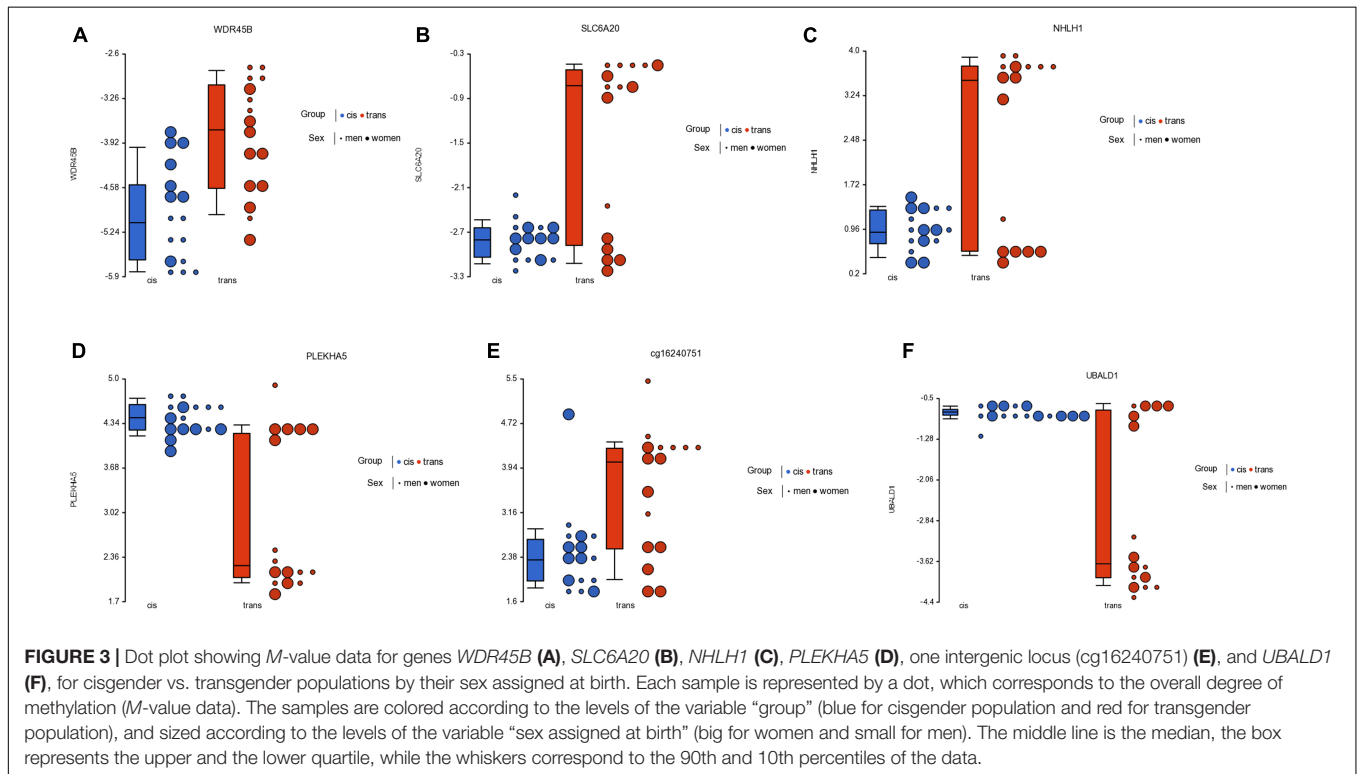 A
WDR45B
-2.6
-3.26
-3.92
-4.58
-5.24
-5.9
WDR45B
cis
trans
Group
cis
trans
Sex
men
women
B
SLC6A20
-0.3
-0.9
-1.5
-2.1
-2.7
-3.3
SLC6A20
cis
trans
Group
cis
trans
Sex
men
women
C
NHLH1
4.0
3.24
2.48
1.72
0.96
0.2
NHLH1
cis
trans
Group
cis
trans
Sex
men
women
D
PLEKHA5
5.0
4.34
3.68
3.02
2.36
1.7
PLEKHA5
cis
trans
Group
cis
trans
Sex
men
women
E
cg16240751
5.5
4.72
3.94
3.16
2.38
1.6
cis
trans
Group
cis
trans
Sex
men
women
F
UBALD1
-0.5
-1.28
-2.06
-2.84
-3.62
-4.4
UBALD1
cis
trans
Group
cis
trans
Sex
men
women
FIGURE 3 | Dot plot showing M-value data for genes WDR45B (A), SLC6A20 (B), NHLH1 (C), PLEKHA5 (D), one intergenic locus (cg16240751) (E), and UBALD1
(F), for cisgender vs. transgender populations by their sex assigned at birth. Each sample is represented by a dot, which corresponds to the overall degree of
methylation (M-value data). The samples are colored according to the levels of the variable “group” (blue for cisgender population and red for transgender
population), and sized according to the levels of the variable “sex assigned at birth” (big for women and small for men). The middle line is the median, the box
represents the upper and the lower quartile, while the whiskers correspond to the 90th and 10th percentiles of the data.